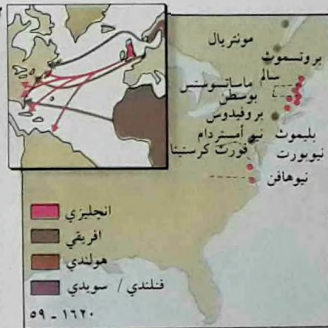 مونتريال
بروتسموث
سالم
ماساتشوستس
بوسطن
بروفيدوس
نيو أمستردام
بليموث
فورت كرستينا
نيوبورت
نيوهافن
انجليزي
افريقي
هولندي
فنلندي / سويدي
١٦٢٠ - ٥٩